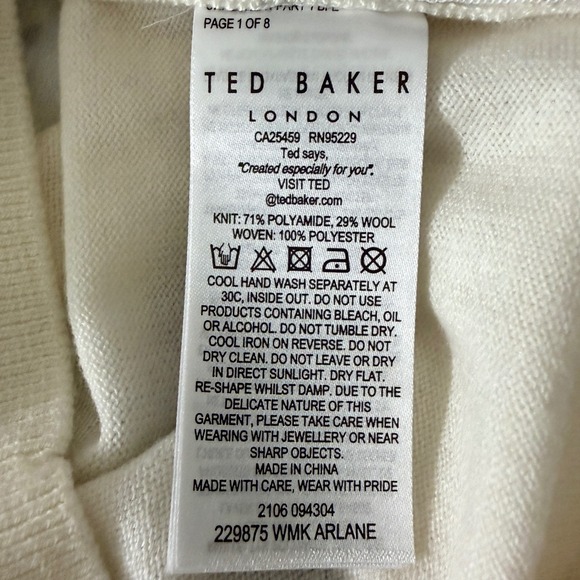 PAGE 1 OF 8
TED BAKER
LONDON
CA25459 RN95229
Ted says,
"Created especially for you".
VISIT TED
@tedbaker.com
KNIT: 71% POLYAMIDE, 29% WOOL
WOVEN: 100% POLYESTER
COOL HAND WASH SEPARATELY AT
30C, INSIDE OUT. DO NOT USE
PRODUCTS CONTAINING BLEACH, OIL
OR ALCOHOL. DO NOT TUMBLE DRY.
COOL IRON ON REVERSE. DO NOT
DRY CLEAN. DO NOT LEAVE OR DRY
IN DIRECT SUNLIGHT. DRY FLAT.
RE-SHAPE WHILST DAMP. DUE TO THE
DELICATE NATURE OF THIS
GARMENT, PLEASE TAKE CARE WHEN
WEARING WITH JEWELLERY OR NEAR
SHARP OBJECTS.
MADE IN CHINA
MADE WITH CARE, WEAR WITH PRIDE
2106 094304
229875 WMK ARLANE